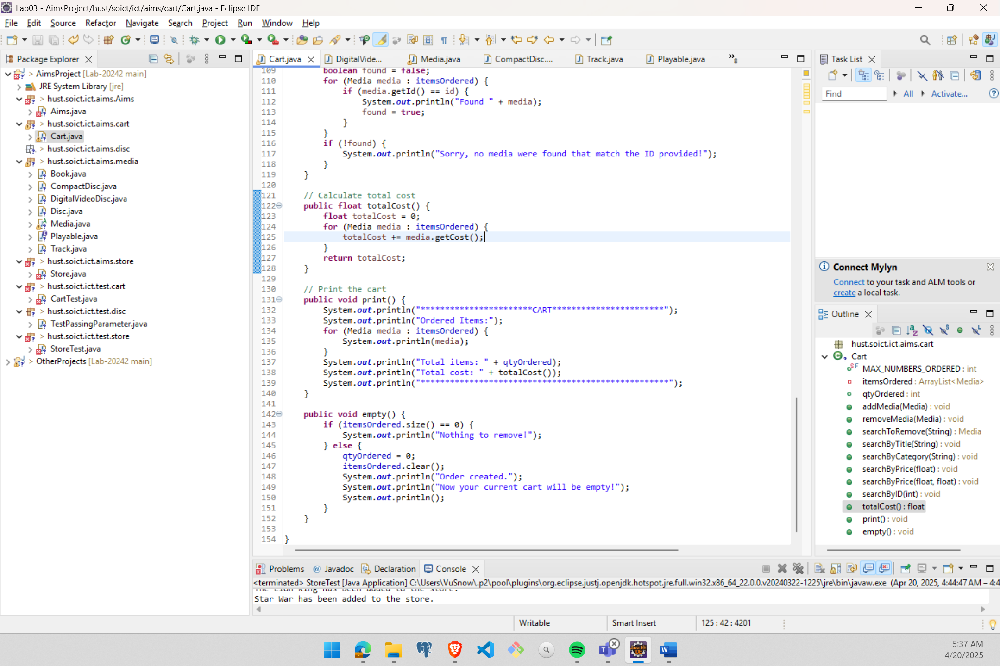 Lab03 - AimsProject/hust/soict/ict/aims/cart/Cart.java - Eclipse IDE
File Edit Source Refactor Navigate Search Project Run Window Help
Package Explorer
> AimsProject [Lab-20242 main]
JRE System Library [jre]
> hust.soict.ict.aims.Aims
Aims.java
> hust.soict.ict.aims.cart
Cart.java
> hust.soict.ict.aims.disc
> hust.soict.ict.aims.media
Book.java
CompactDisc.java
DigitalVideoDisc.java
Disc.java
Media.java
Playable.java
Track.java
> hust.soict.ict.aims.store
Store.java
> hust.soict.ict.test.cart
CartTest.java
> hust.soict.ict.test.disc
TestPassingParameter.java
> hust.soict.ict.test.store
StoreTest.java
> OtherProjects [Lab-20242 main]
Cart.java DigitalVide... Media.java CompactDisc.... Track.java Playable.java »8
109 boolean found = false;
110 for (Media media : itemsOrdered) {
111 if (media.getId() == id) {
112 System.out.println("Found " + media);
113 found = true;
114 }
115 }
116 if (!found) {
117 System.out.println("Sorry, no media were found that match the ID provided!");
118 }
119 }
120
121 // Calculate total cost
122 public float totalCost() {
123 float totalCost = 0;
124 for (Media media : itemsOrdered) {
125 totalCost += media.getCost();
126 }
127 return totalCost;
128 }
129
130 // Print the cart
131 public void print() {
132 System.out.println("***********************CART***********************");
133 System.out.println("Ordered Items:");
134 for (Media media : itemsOrdered) {
135 System.out.println(media);
136 }
137 System.out.println("Total items: " + qtyOrdered);
138 System.out.println("Total cost: " + totalCost());
139 System.out.println("***************************************************");
140 }
141
142 public void empty() {
143 if (itemsOrdered.size() == 0) {
144 System.out.println("Nothing to remove!");
145 } else {
146 qtyOrdered = 0;
147 itemsOrdered.clear();
148 System.out.println("Order created.");
149 System.out.println("Now your current cart will be empty!");
150 System.out.println();
151 }
152 }
153
154 }
Task List
Find All Activate...
Connect Mylyn
Connect to your task and ALM tools or
create a local task.
Outline
hust.soict.ict.aims.cart
Cart
MAX_NUMBERS_ORDERED : int
itemsOrdered : ArrayList<Media>
qtyOrdered : int
addMedia(Media) : void
removeMedia(Media) : void
searchToRemove(String) : Media
searchByTitle(String) : void
searchByCategory(String) : void
searchByPrice(float) : void
searchByPrice(float, float) : void
searchByID(int) : void
totalCost() : float
print() : void
empty() : void
Problems Javadoc Declaration Console
<terminated> StoreTest [Java Application] C:\Users\VuSnow\.p2\pool\plugins\org.eclipse.justj.openjdk.hotspot.jre.full.win32.x86_64_22.0.0.v20240322-1225\jre\bin\javaw.exe (Apr 20, 2025, 4:44:47 AM – 4:4
The Lion King has been added to the store.
Star War has been added to the store.
Writable Smart Insert 125 : 42 : 4201
5:37 AM
4/20/2025